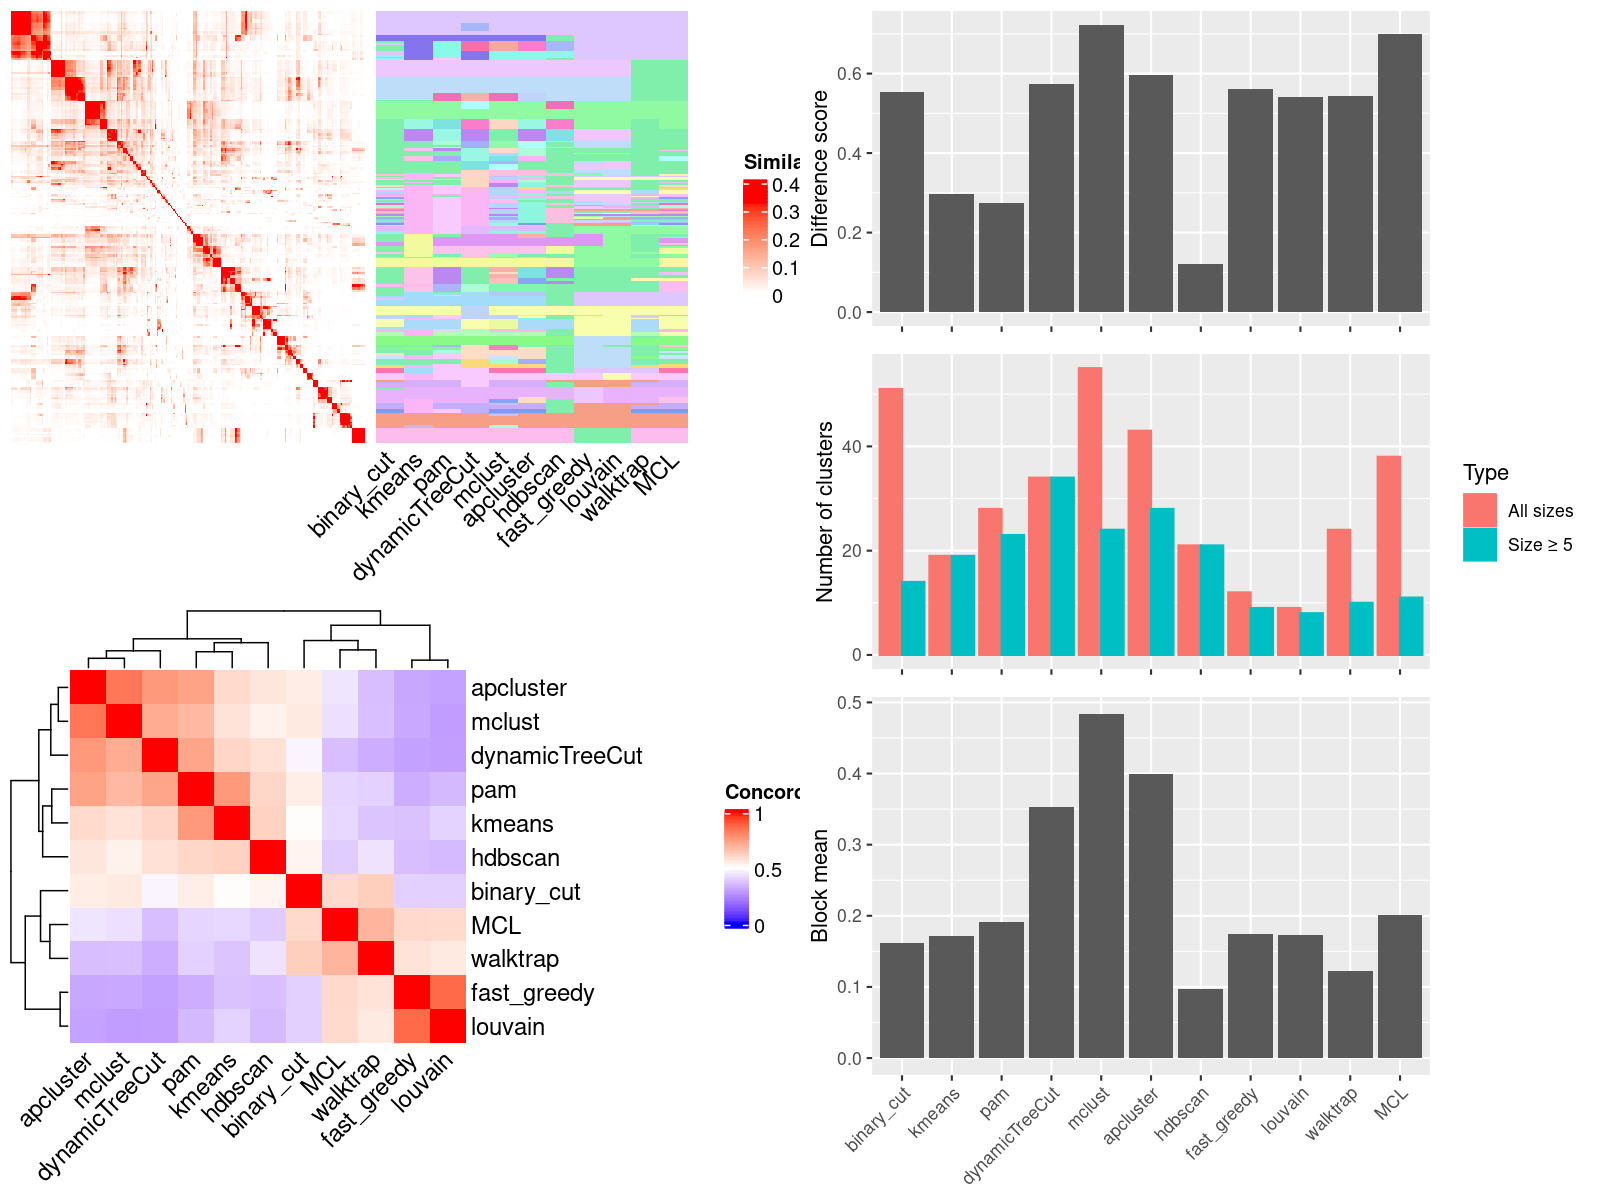 Simila
0.4
0.3
0.2
0.1
0
binary_cut
kmeans
pam
dynamicTreeCut
mclust
apcluster
hdbscan
fast_greedy
louvain
walktrap
MCL
apcluster
mclust
dynamicTreeCut
pam
kmeans
hdbscan
binary_cut
MCL
walktrap
fast_greedy
louvain
apcluster
mclust
dynamicTreeCut
pam
kmeans
hdbscan
binary_cut
MCL
walktrap
fast_greedy
louvain
Concord
1
0.5
0
Difference score
0.6
0.4
0.2
0.0
Number of clusters
40
20
0
Type
All sizes
Size ≥ 5
Block mean
0.5
0.4
0.3
0.2
0.1
0.0
binary_cut
kmeans
pam
dynamicTreeCut
mclust
apcluster
hdbscan
fast_greedy
louvain
walktrap
MCL